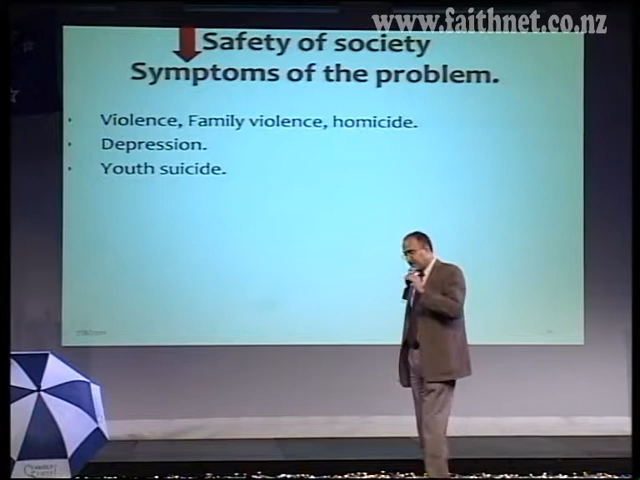 www.faithnet.co.nz
Safety of society
Symptoms of the problem.
Violence, Family violence, homicide.
Depression.
Youth suicide.